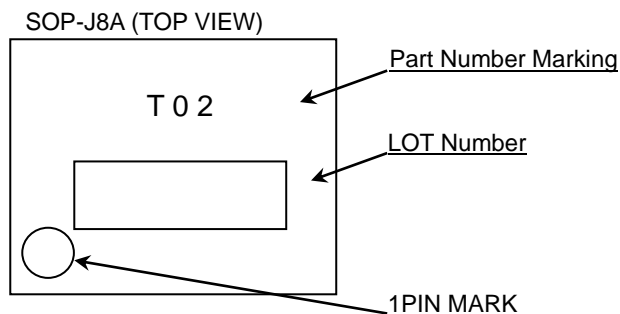 SOP-J8A (TOP VIEW)
Part Number Marking
T 0 2
LOT Number
1PIN MARK